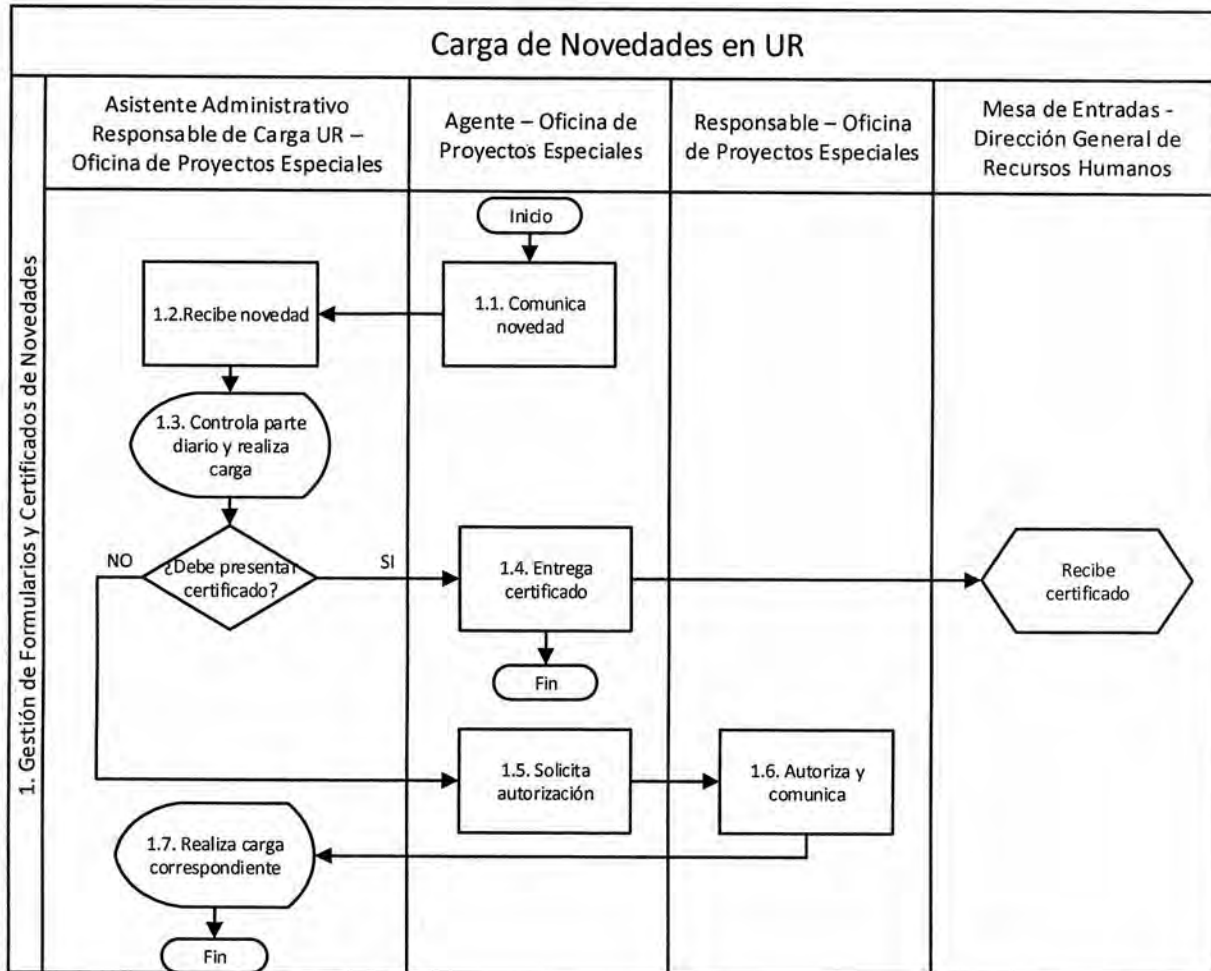 Carga de Novedades en UR
Asistente Administrativo
Responsable de Carga UR –
Oficina de Proyectos Especiales
Agente – Oficina de
Proyectos Especiales
Responsable – Oficina
de Proyectos Especiales
Mesa de Entradas -
Dirección General de
Recursos Humanos
1. Gestión de Formularios y Certificados de Novedades
Inicio
1.1. Comunica
novedad
1.2.Recibe novedad
1.3. Controla parte
diario y realiza
carga
¿Debe presentar
certificado?
NO
SI
1.4. Entrega
certificado
Recibe
certificado
Fin
1.5. Solicita
autorización
1.6. Autoriza y
comunica
1.7. Realiza carga
correspondiente
Fin